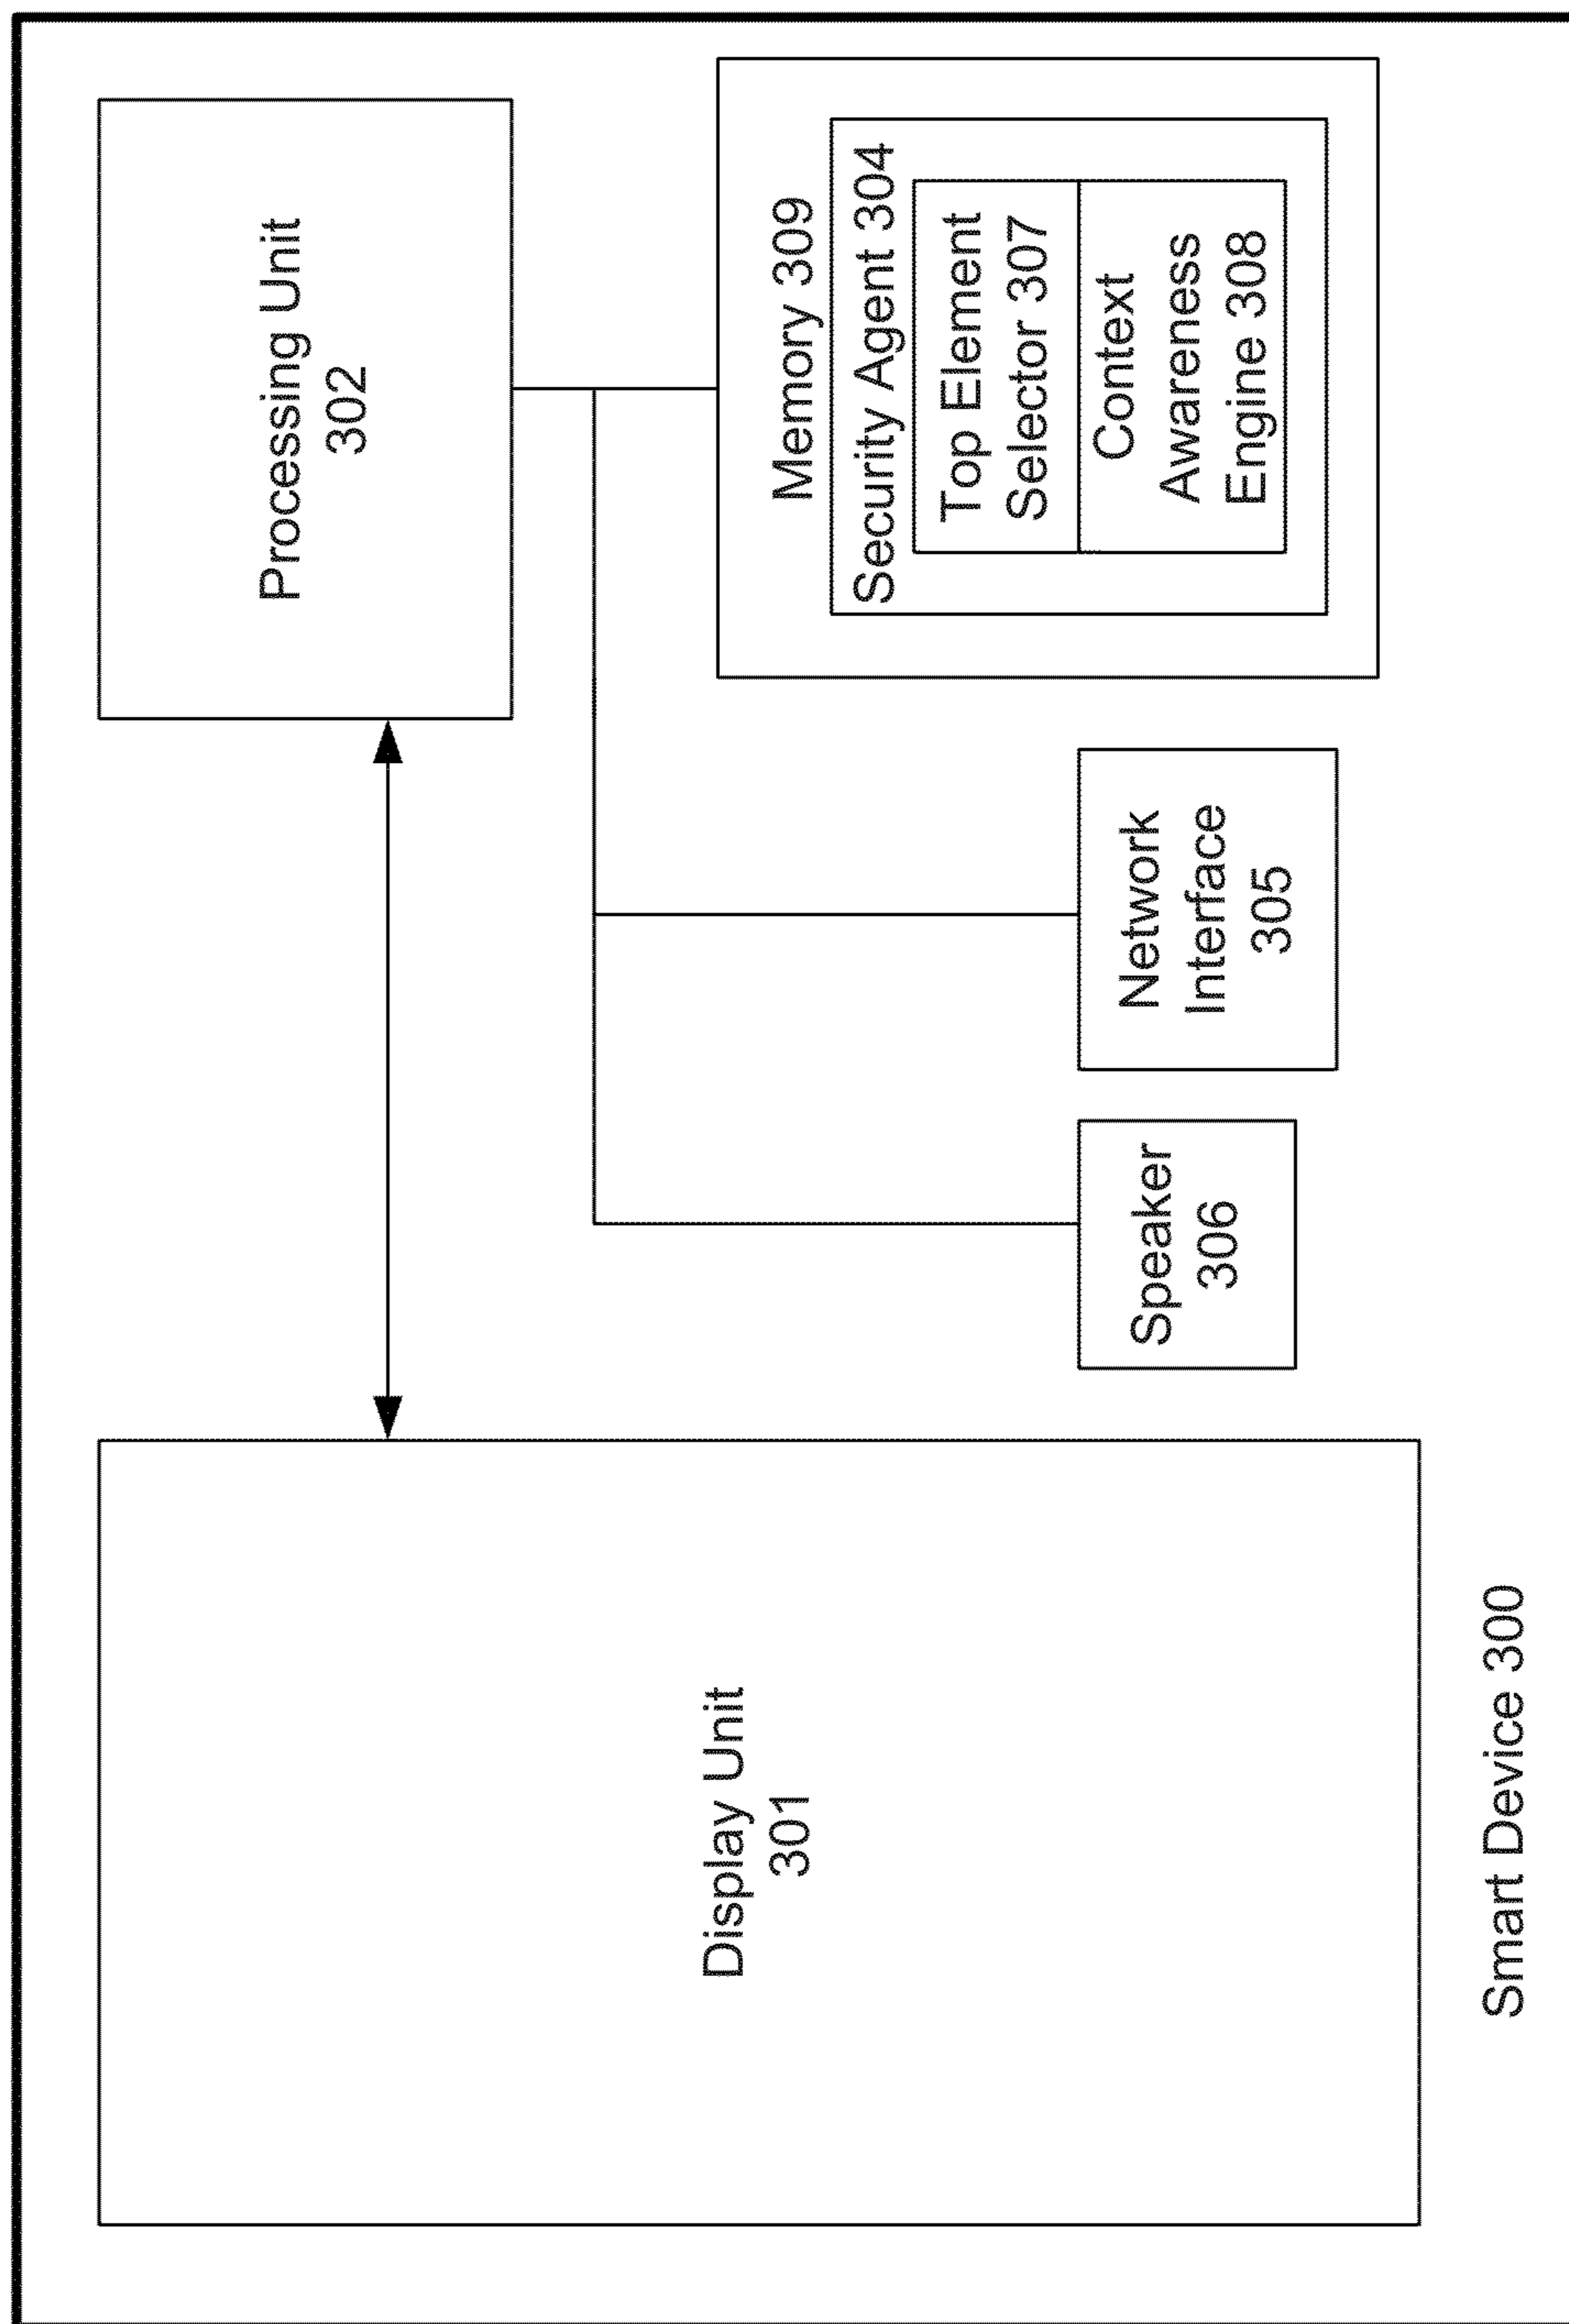 Display Unit
301
Processing Unit
302
Speaker
306
Network
Interface
305
Memory 309
Security Agent 304
Top Element
Selector 307
Context
Awareness
Engine 308
Smart Device 300